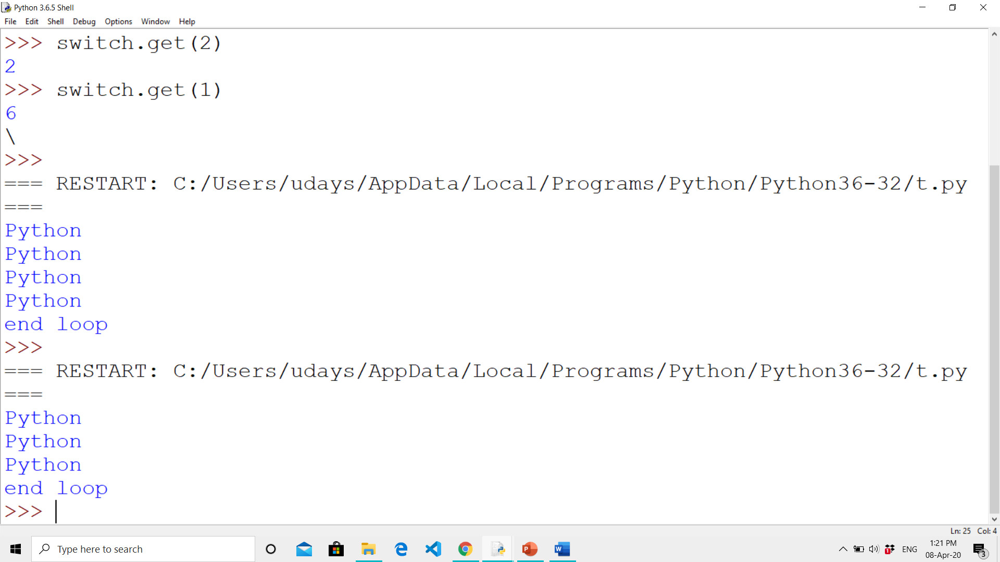 Python 3.6.5 Shell
File Edit Shell Debug Options Window Help
>>> switch.get(2)
2
>>> switch.get(1)
6
\
>>>
=== RESTART: C:/Users/udays/AppData/Local/Programs/Python/Python36-32/t.py
===
Python
Python
Python
Python
end loop
>>>
=== RESTART: C:/Users/udays/AppData/Local/Programs/Python/Python36-32/t.py
===
Python
Python
Python
end loop
>>>
Ln: 25 Col: 4
Type here to search
P
W
1
ENG
1:21 PM
08-Apr-20
3